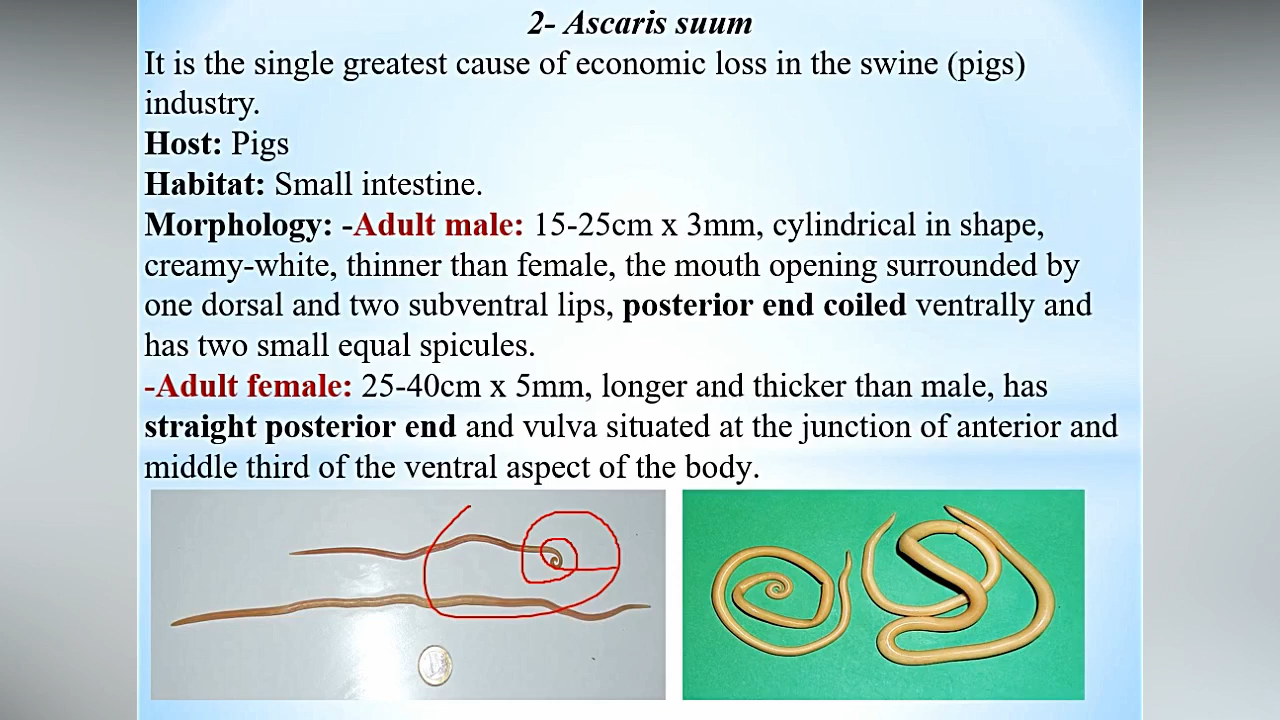 2- Ascaris suum
It is the single greatest cause of economic loss in the swine (pigs)
industry.
Host: Pigs
Habitat: Small intestine.
Morphology: -Adult male: 15-25cm x 3mm, cylindrical in shape,
creamy-white, thinner than female, the mouth opening surrounded by
one dorsal and two subventral lips, posterior end coiled ventrally and
has two small equal spicules.
-Adult female: 25-40cm x 5mm, longer and thicker than male, has
straight posterior end and vulva situated at the junction of anterior and
middle third of the ventral aspect of the body.